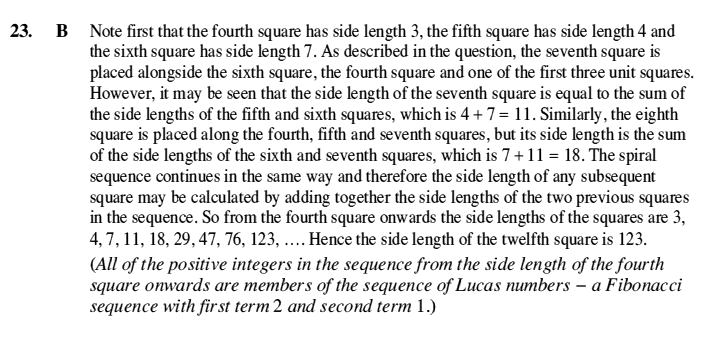 23. B Note first that the fourth square has side length 3, the fifth square has side length 4 and
the sixth square has side length 7. As described in the question, the seventh square is
placed alongside the sixth square, the fourth square and one of the first three unit squares.
However, it may be seen that the side length of the seventh square is equal to the sum of
the side lengths of the fifth and sixth squares, which is 4 + 7 = 11. Similarly, the eighth
square is placed along the fourth, fifth and seventh squares, but its side length is the sum
of the side lengths of the sixth and seventh squares, which is 7 + 11 = 18. The spiral
sequence continues in the same way and therefore the side length of any subsequent
square may be calculated by adding together the side lengths of the two previous squares
in the sequence. So from the fourth square onwards the side lengths of the squares are 3,
4, 7, 11, 18, 29, 47, 76, 123, .... Hence the side length of the twelfth square is 123.
(All of the positive integers in the sequence from the side length of the fourth
square onwards are members of the sequence of Lucas numbers – a Fibonacci
sequence with first term 2 and second term 1.)